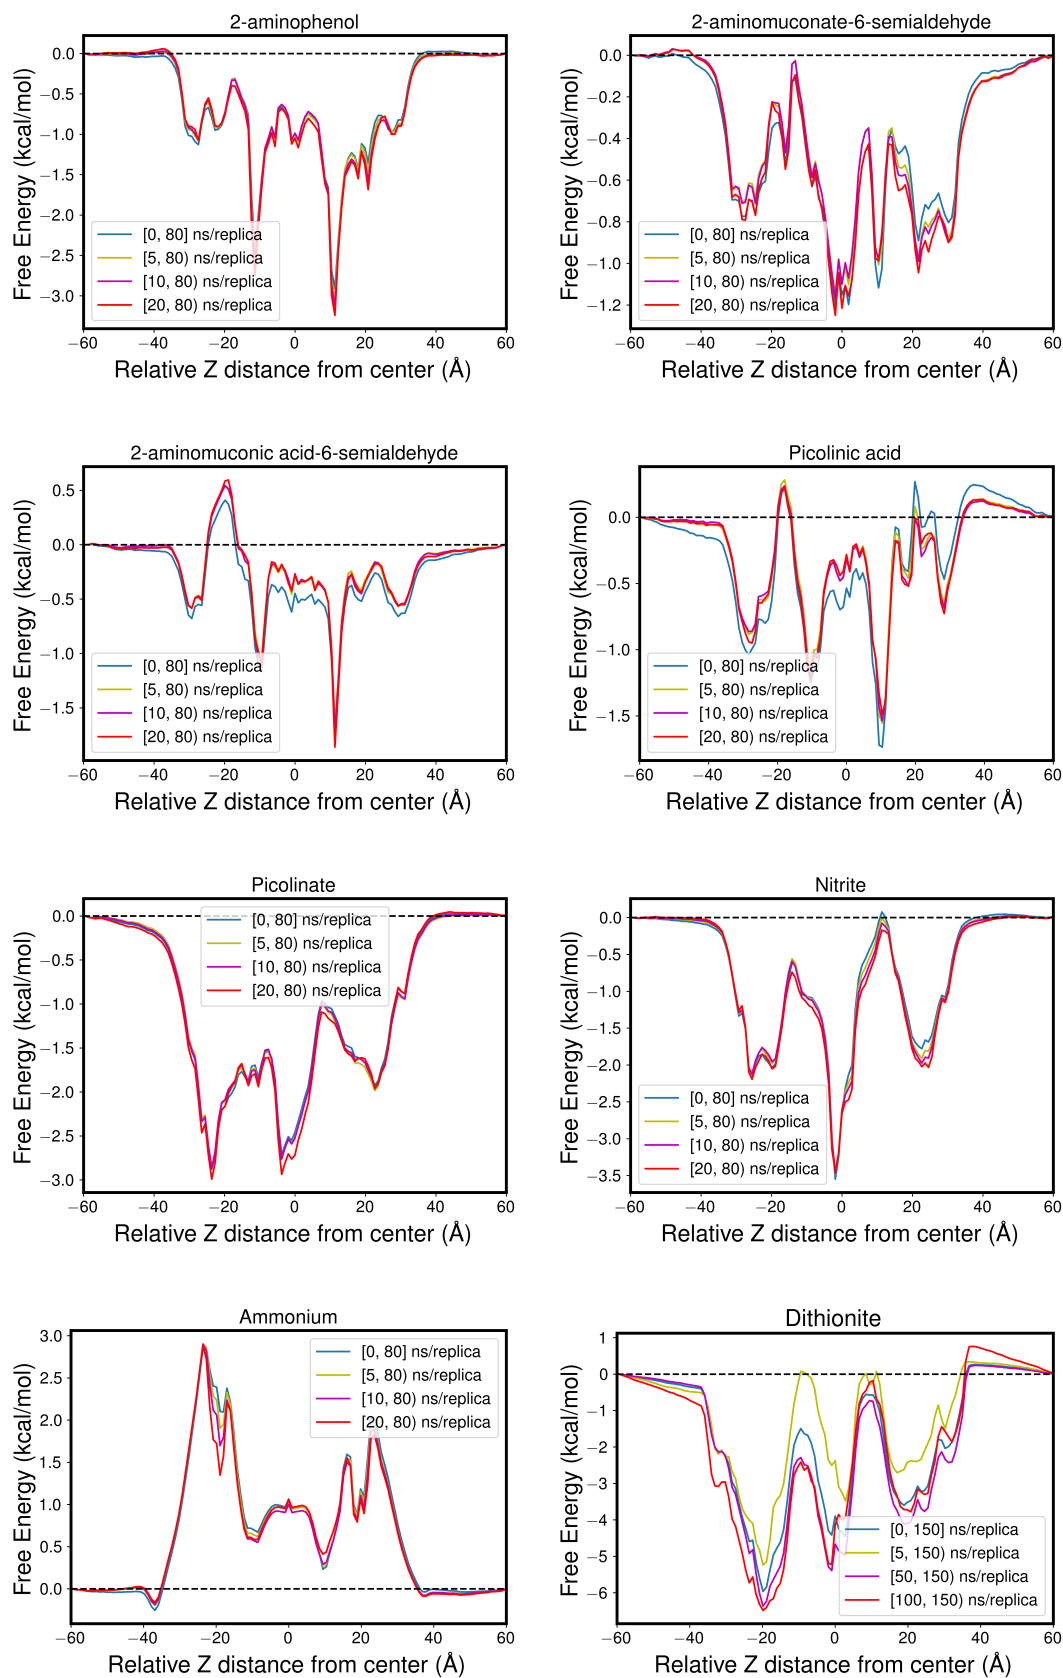 2-aminophenol
Free Energy (kcal/mol)
0.0
−0.5
−1.0
−1.5
−2.0
−2.5
−3.0
[0, 80] ns/replica
[5, 80) ns/replica
[10, 80) ns/replica
[20, 80) ns/replica
−60 −40 −20 0 20 40 60
Relative Z distance from center (Å)
2-aminomuconate-6-semialdehyde
Free Energy (kcal/mol)
0.0
−0.2
−0.4
−0.6
−0.8
−1.0
−1.2
[0, 80] ns/replica
[5, 80) ns/replica
[10, 80) ns/replica
[20, 80) ns/replica
−60 −40 −20 0 20 40 60
Relative Z distance from center (Å)
2-aminomuconic acid-6-semialdehyde
Free Energy (kcal/mol)
0.5
0.0
−0.5
−1.0
−1.5
[0, 80] ns/replica
[5, 80) ns/replica
[10, 80) ns/replica
[20, 80) ns/replica
−60 −40 −20 0 20 40 60
Relative Z distance from center (Å)
Picolinic acid
Free Energy (kcal/mol)
0.0
−0.5
−1.0
−1.5
[0, 80] ns/replica
[5, 80) ns/replica
[10, 80) ns/replica
[20, 80) ns/replica
−60 −40 −20 0 20 40 60
Relative Z distance from center (Å)
Picolinate
Free Energy (kcal/mol)
0.0
−0.5
−1.0
−1.5
−2.0
−2.5
−3.0
[0, 80] ns/replica
[5, 80) ns/replica
[10, 80) ns/replica
[20, 80) ns/replica
−60 −40 −20 0 20 40 60
Relative Z distance from center (Å)
Nitrite
Free Energy (kcal/mol)
0.0
−0.5
−1.0
−1.5
−2.0
−2.5
−3.0
−3.5
[0, 80] ns/replica
[5, 80) ns/replica
[10, 80) ns/replica
[20, 80) ns/replica
−60 −40 −20 0 20 40 60
Relative Z distance from center (Å)
Ammonium
Free Energy (kcal/mol)
3.0
2.5
2.0
1.5
1.0
0.5
0.0
[0, 80] ns/replica
[5, 80) ns/replica
[10, 80) ns/replica
[20, 80) ns/replica
−60 −40 −20 0 20 40 60
Relative Z distance from center (Å)
Dithionite
Free Energy (kcal/mol)
1
0
−1
−2
−3
−4
−5
−6
[0, 150] ns/replica
[5, 150) ns/replica
[50, 150) ns/replica
[100, 150) ns/replica
−60 −40 −20 0 20 40 60
Relative Z distance from center (Å)